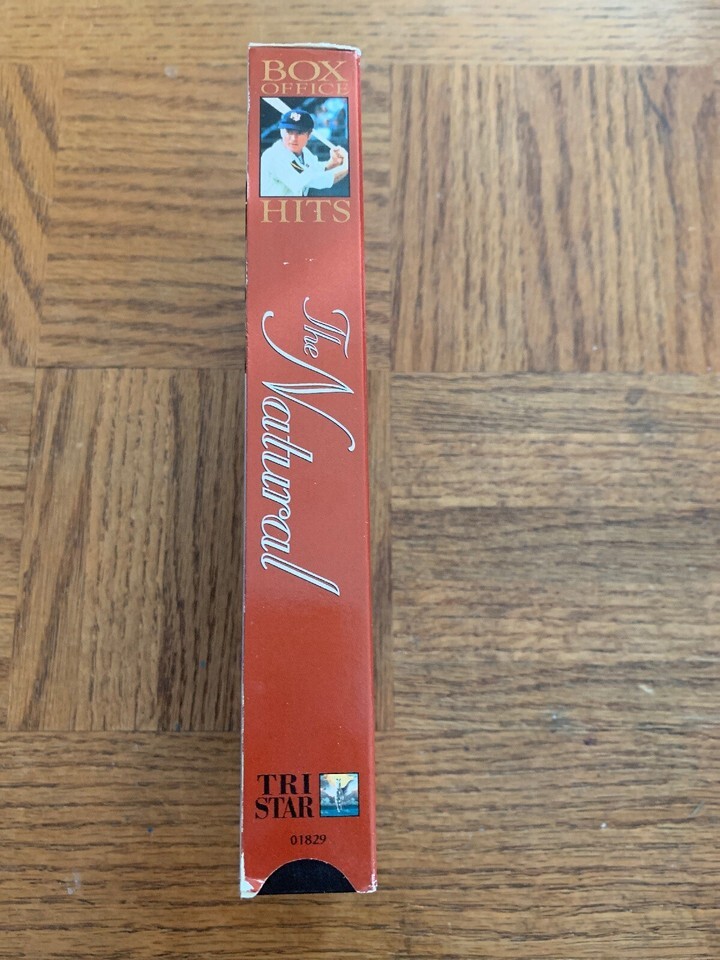 BOX
OFFICE
HITS
The
Natural
TRI
STAR
01829